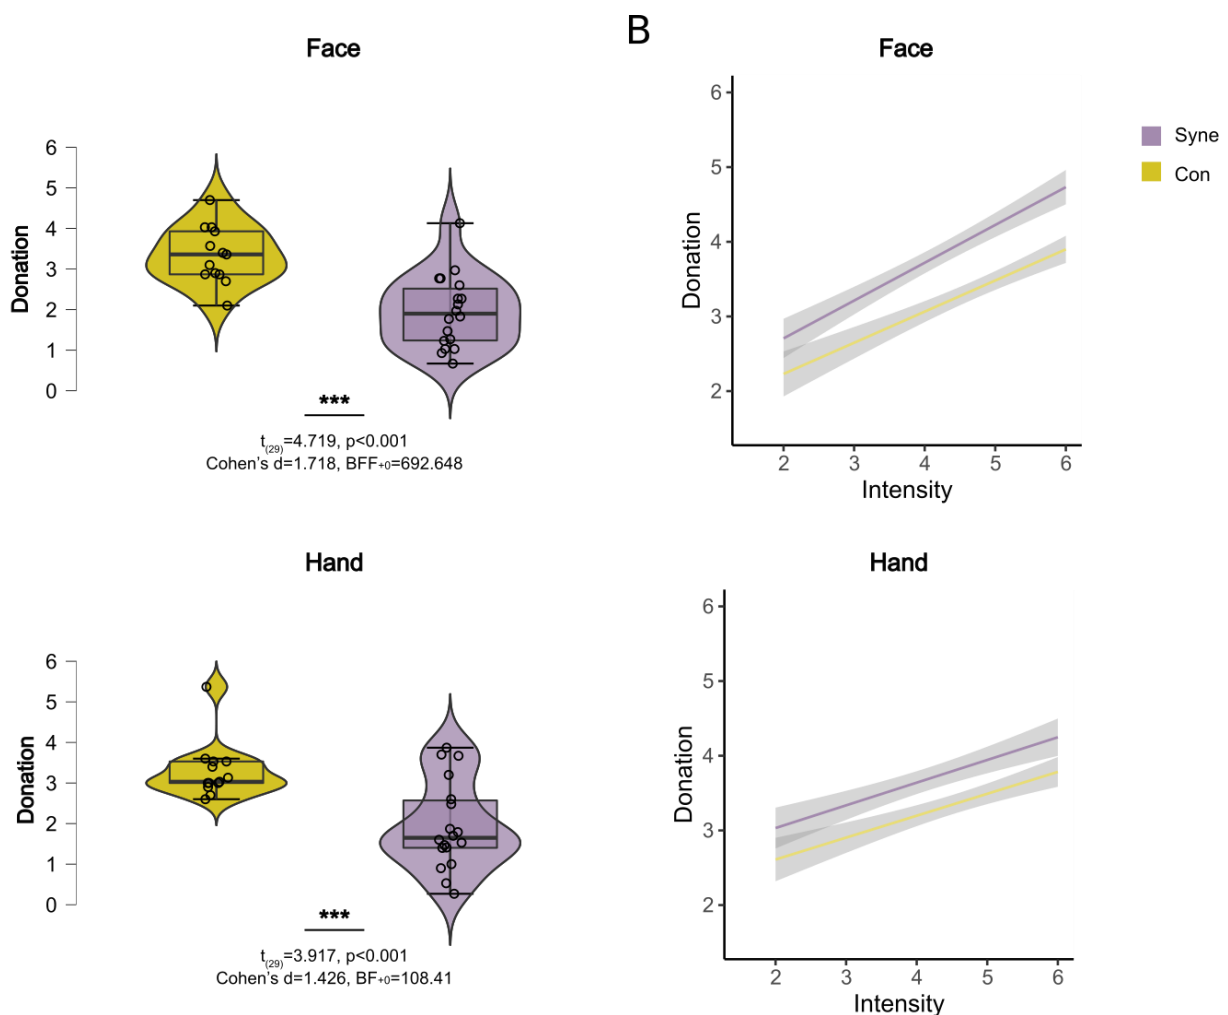 Face
6
5
4
3
2
1
0
Donation
***
t(29)=4.719, p<0.001
Cohen's d=1.718, BFF+0=692.648
Hand
6
5
4
3
2
1
0
Donation
***
t(29)=3.917, p<0.001
Cohen's d=1.426, BF+0=108.41
B
Face
6
5
4
3
2
Donation
2 3 4 5 6
Intensity
Syne
Con
Hand
6
5
4
3
2
Donation
2 3 4 5 6
Intensity